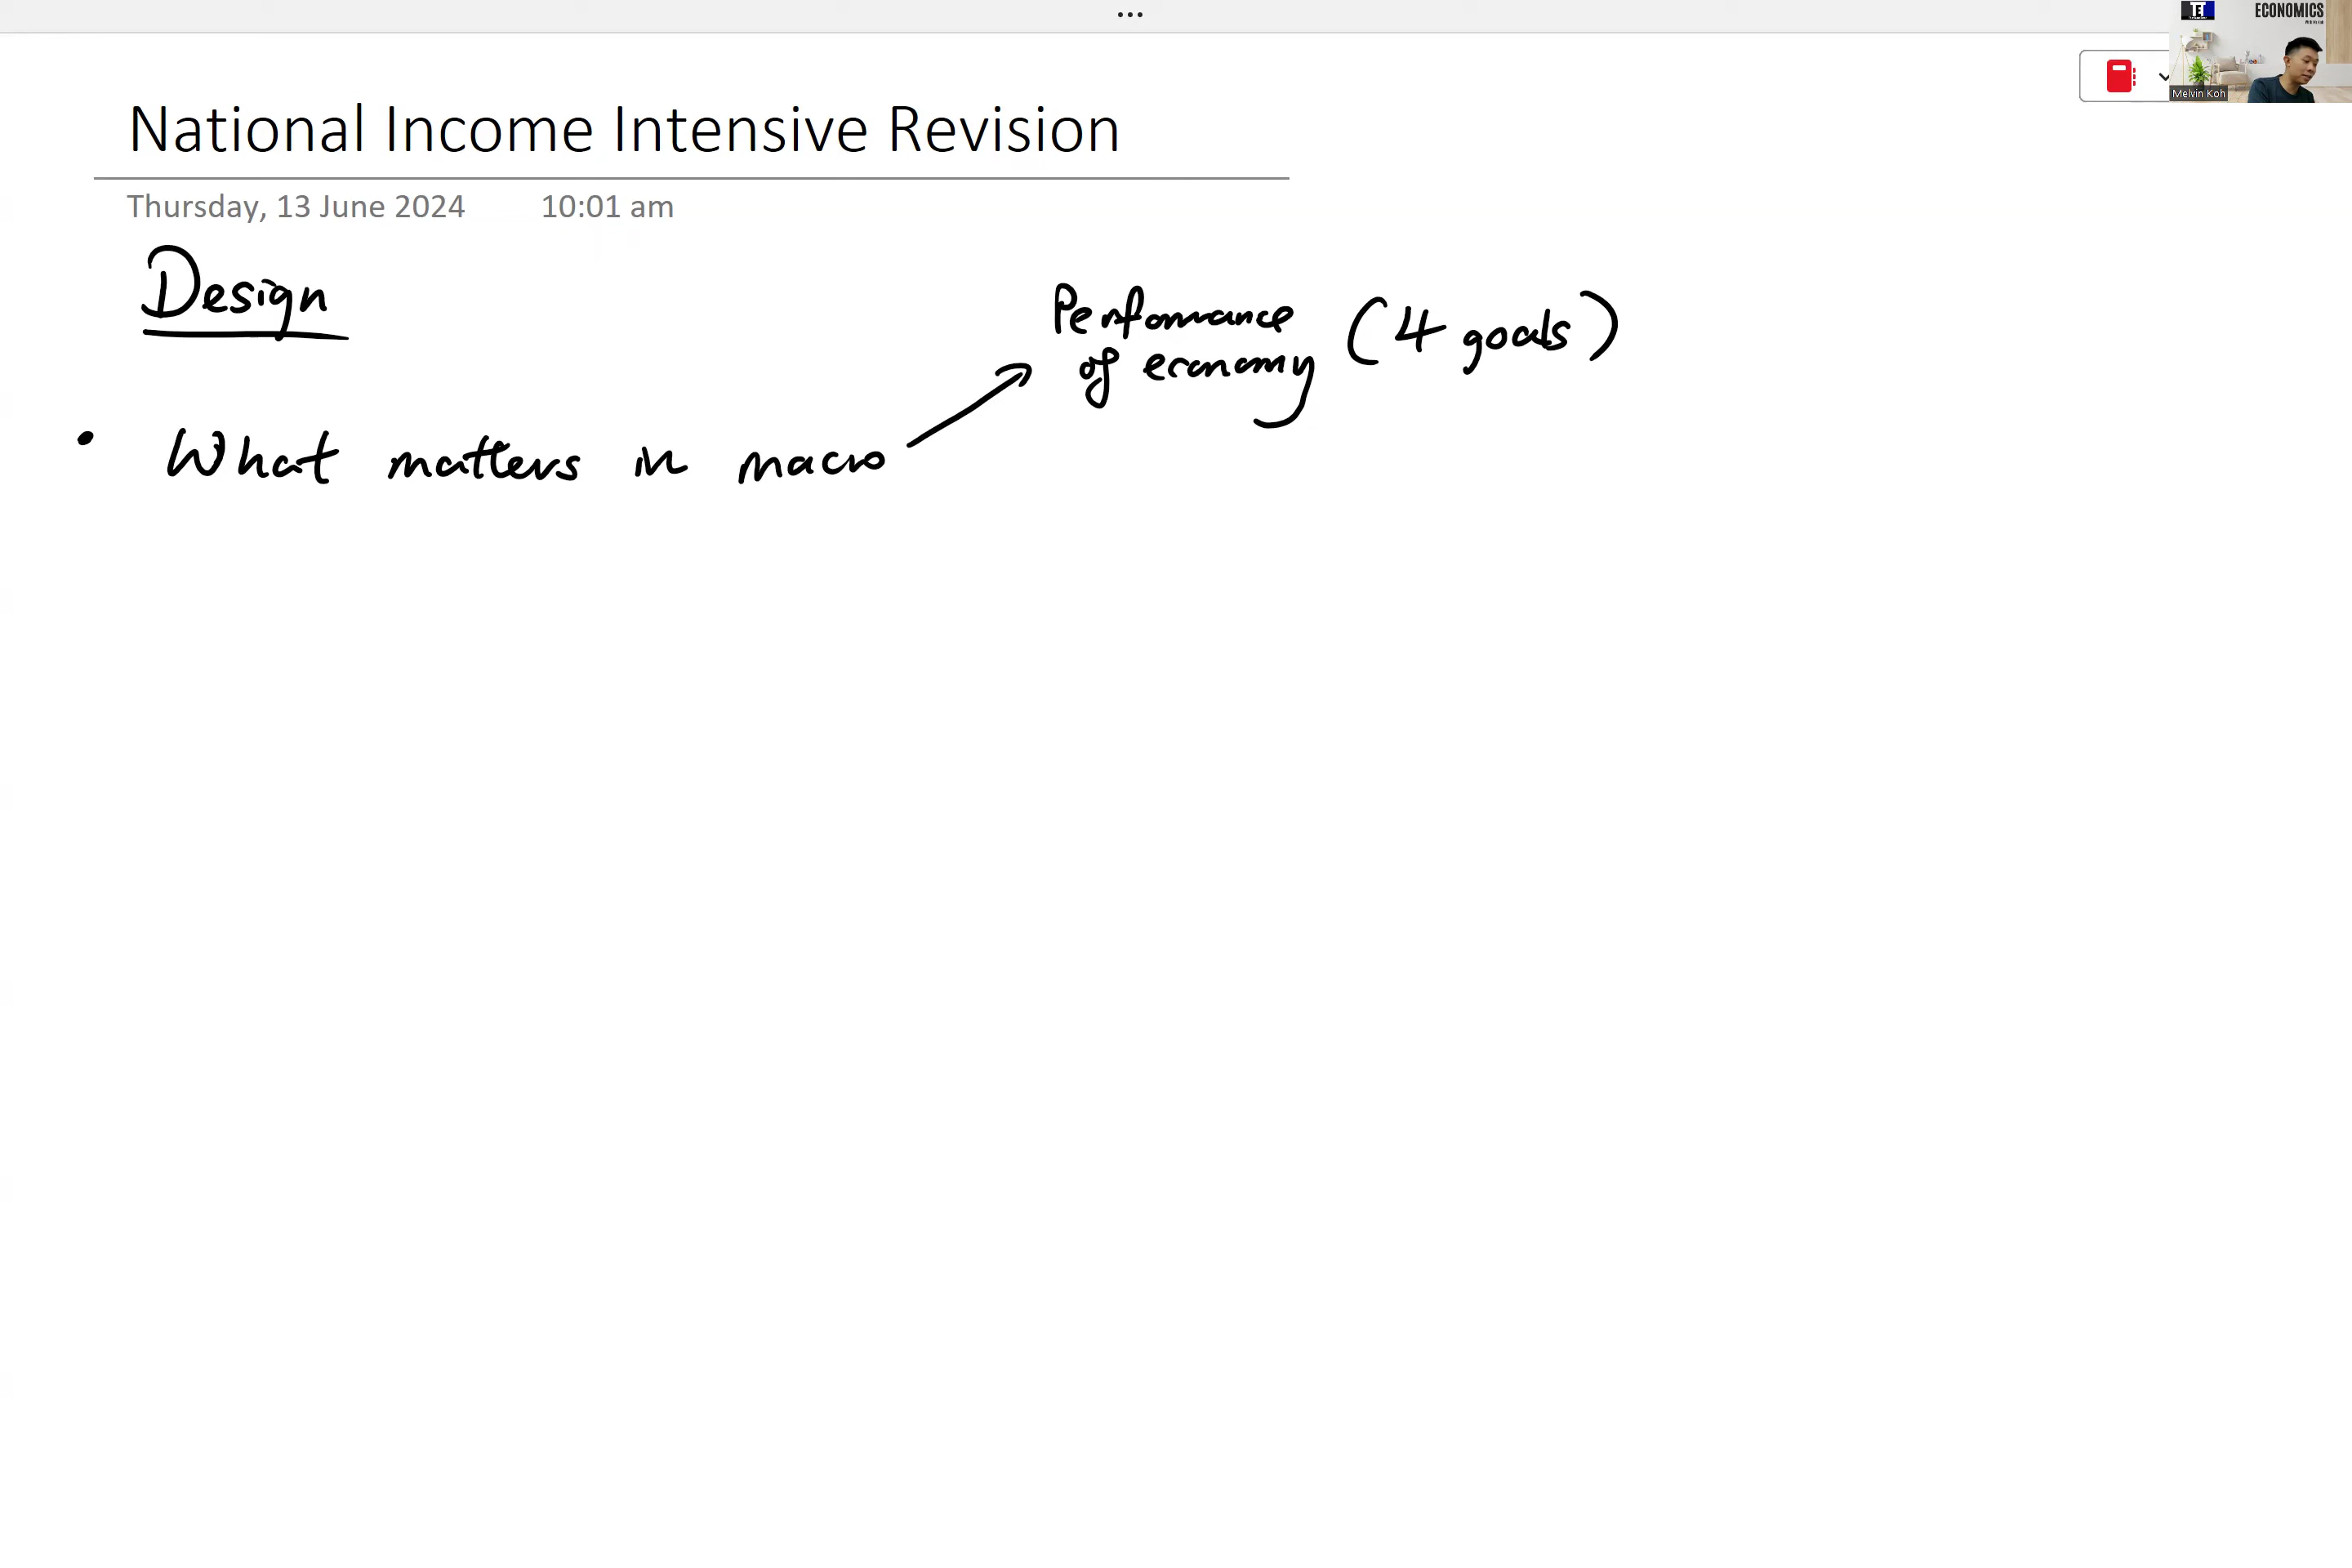 ECONOMICS
Melvin Koh
National Income Intensive Revision
Thursday, 13 June 2024 10:01 am
Design
Performance
of economy (4 goals)
• What matters in macro